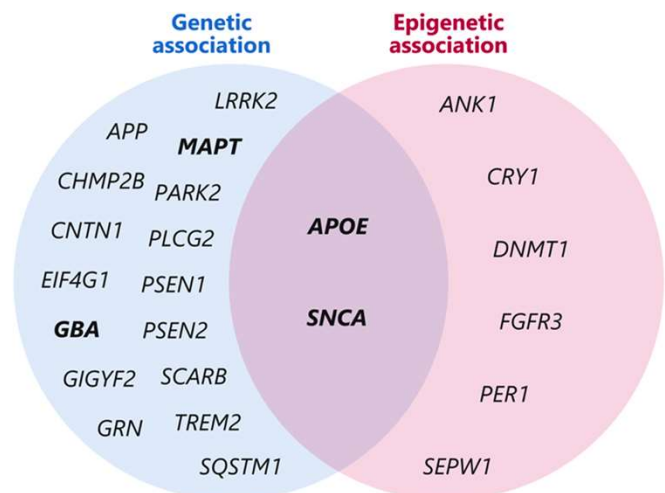 Genetic
association
Epigenetic
association
LRRK2
APP
MAPT
CHMP2B
PARK2
CNTN1
PLCG2
EIF4G1
PSEN1
GBA
PSEN2
GIGYF2
SCARB
GRN
TREM2
SQSTM1
APOE
SNCA
ANK1
CRY1
DNMT1
FGFR3
PER1
SEPW1